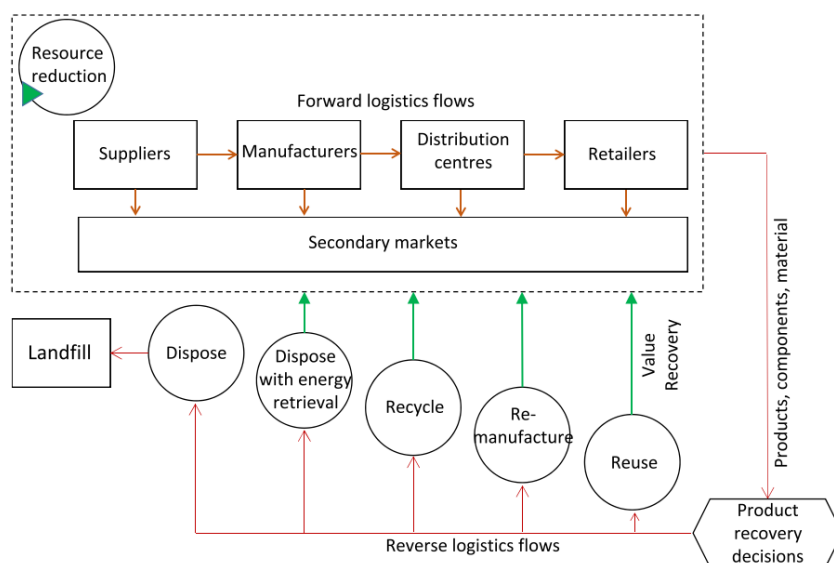 Resource
reduction
Forward logistics flows
Suppliers
Manufacturers
Distribution
centres
Retailers
Secondary markets
Products, components, material
Landfill
Dispose
Dispose
with energy
retrieval
Recycle
Re-
manufacture
Reuse
Value
Recovery
Product
recovery
decisions
Reverse logistics flows